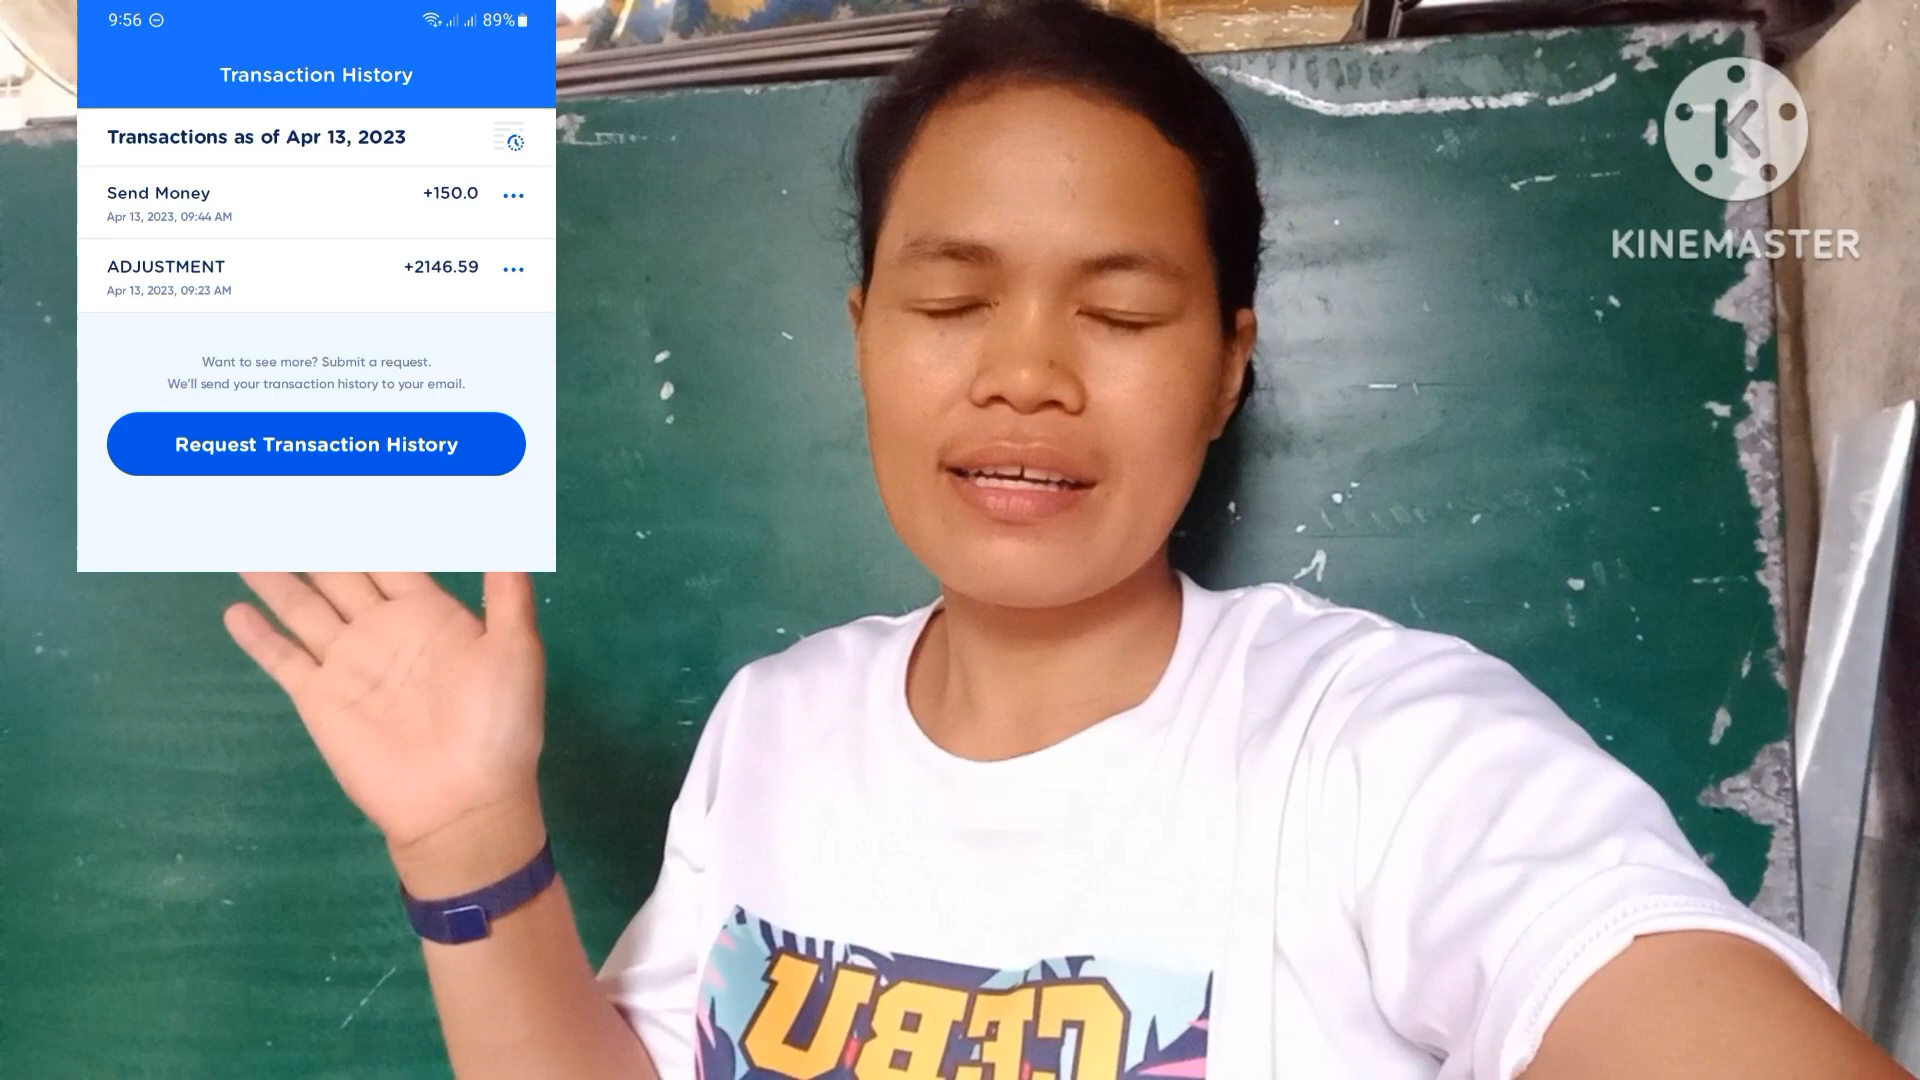 9:56
89%
Transaction History
Transactions as of Apr 13, 2023
Send Money +150.0
Apr 13, 2023, 09:44 AM
ADJUSTMENT +2146.59
Apr 13, 2023, 09:23 AM
Want to see more? Submit a request.
We'll send your transaction history to your email.
Request Transaction History
K
KINEMASTER
CEBU